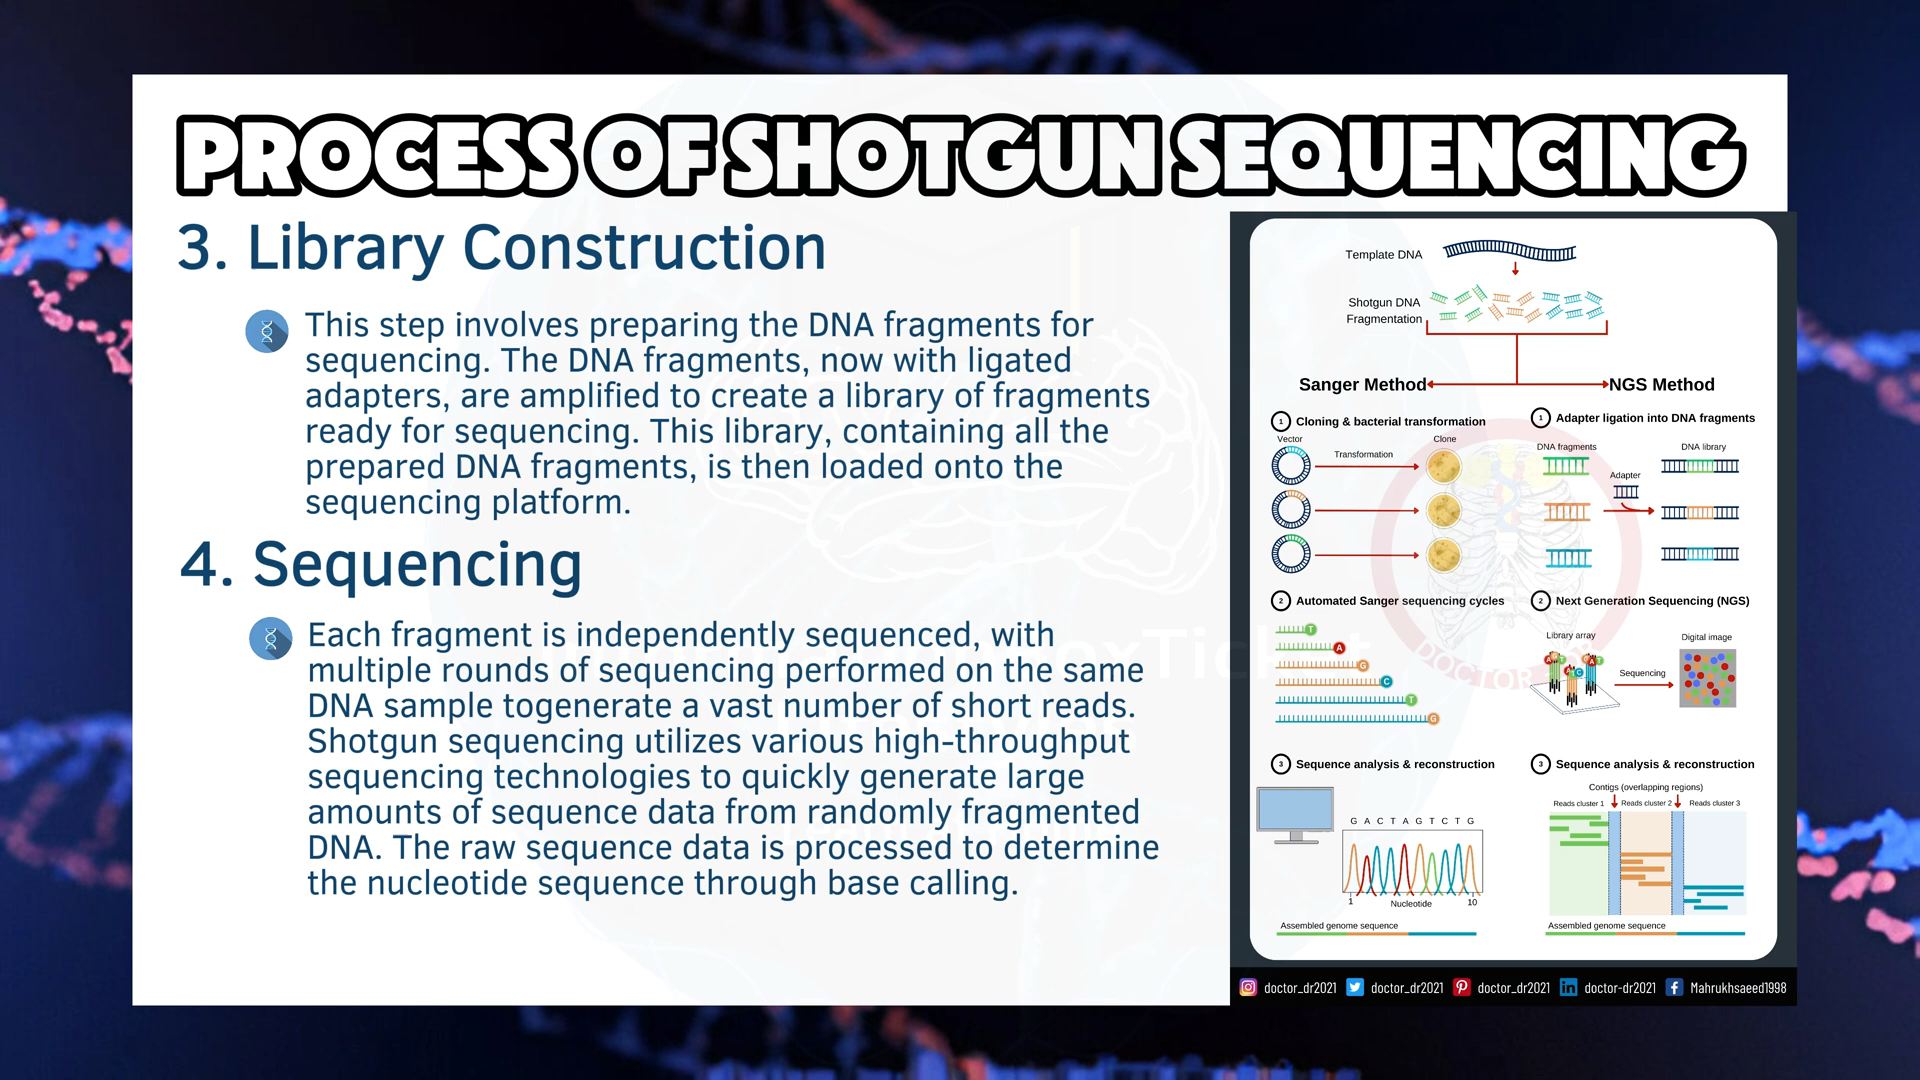 PROCESS OF SHOTGUN SEQUENCING
3. Library Construction
This step involves preparing the DNA fragments for
sequencing. The DNA fragments, now with ligated
adapters, are amplified to create a library of fragments
ready for sequencing. This library, containing all the
prepared DNA fragments, is then loaded onto the
sequencing platform.
4. Sequencing
Each fragment is independently sequenced, with
multiple rounds of sequencing performed on the same
DNA sample togenerate a vast number of short reads.
Shotgun sequencing utilizes various high-throughput
sequencing technologies to quickly generate large
amounts of sequence data from randomly fragmented
DNA. The raw sequence data is processed to determine
the nucleotide sequence through base calling.
Template DNA
Shotgun DNA
Fragmentation
Sanger Method
NGS Method
1 Cloning & bacterial transformation
Vector
Clone
Transformation
2 Automated Sanger sequencing cycles
T
A
G
C
T
G
3 Sequence analysis & reconstruction
G A C T A G T C T G
1
Nucleotide
10
Assembled genome sequence
1 Adapter ligation into DNA fragments
DNA fragments
DNA library
Adapter
2 Next Generation Sequencing (NGS)
Library array
Digital image
Sequencing
3 Sequence analysis & reconstruction
Contigs (overlapping regions)
Reads cluster 1
Reads cluster 2
Reads cluster 3
Assembled genome sequence
doctor_dr2021
doctor_dr2021
doctor_dr2021
doctor-dr2021
Mahrukhsaeed1998